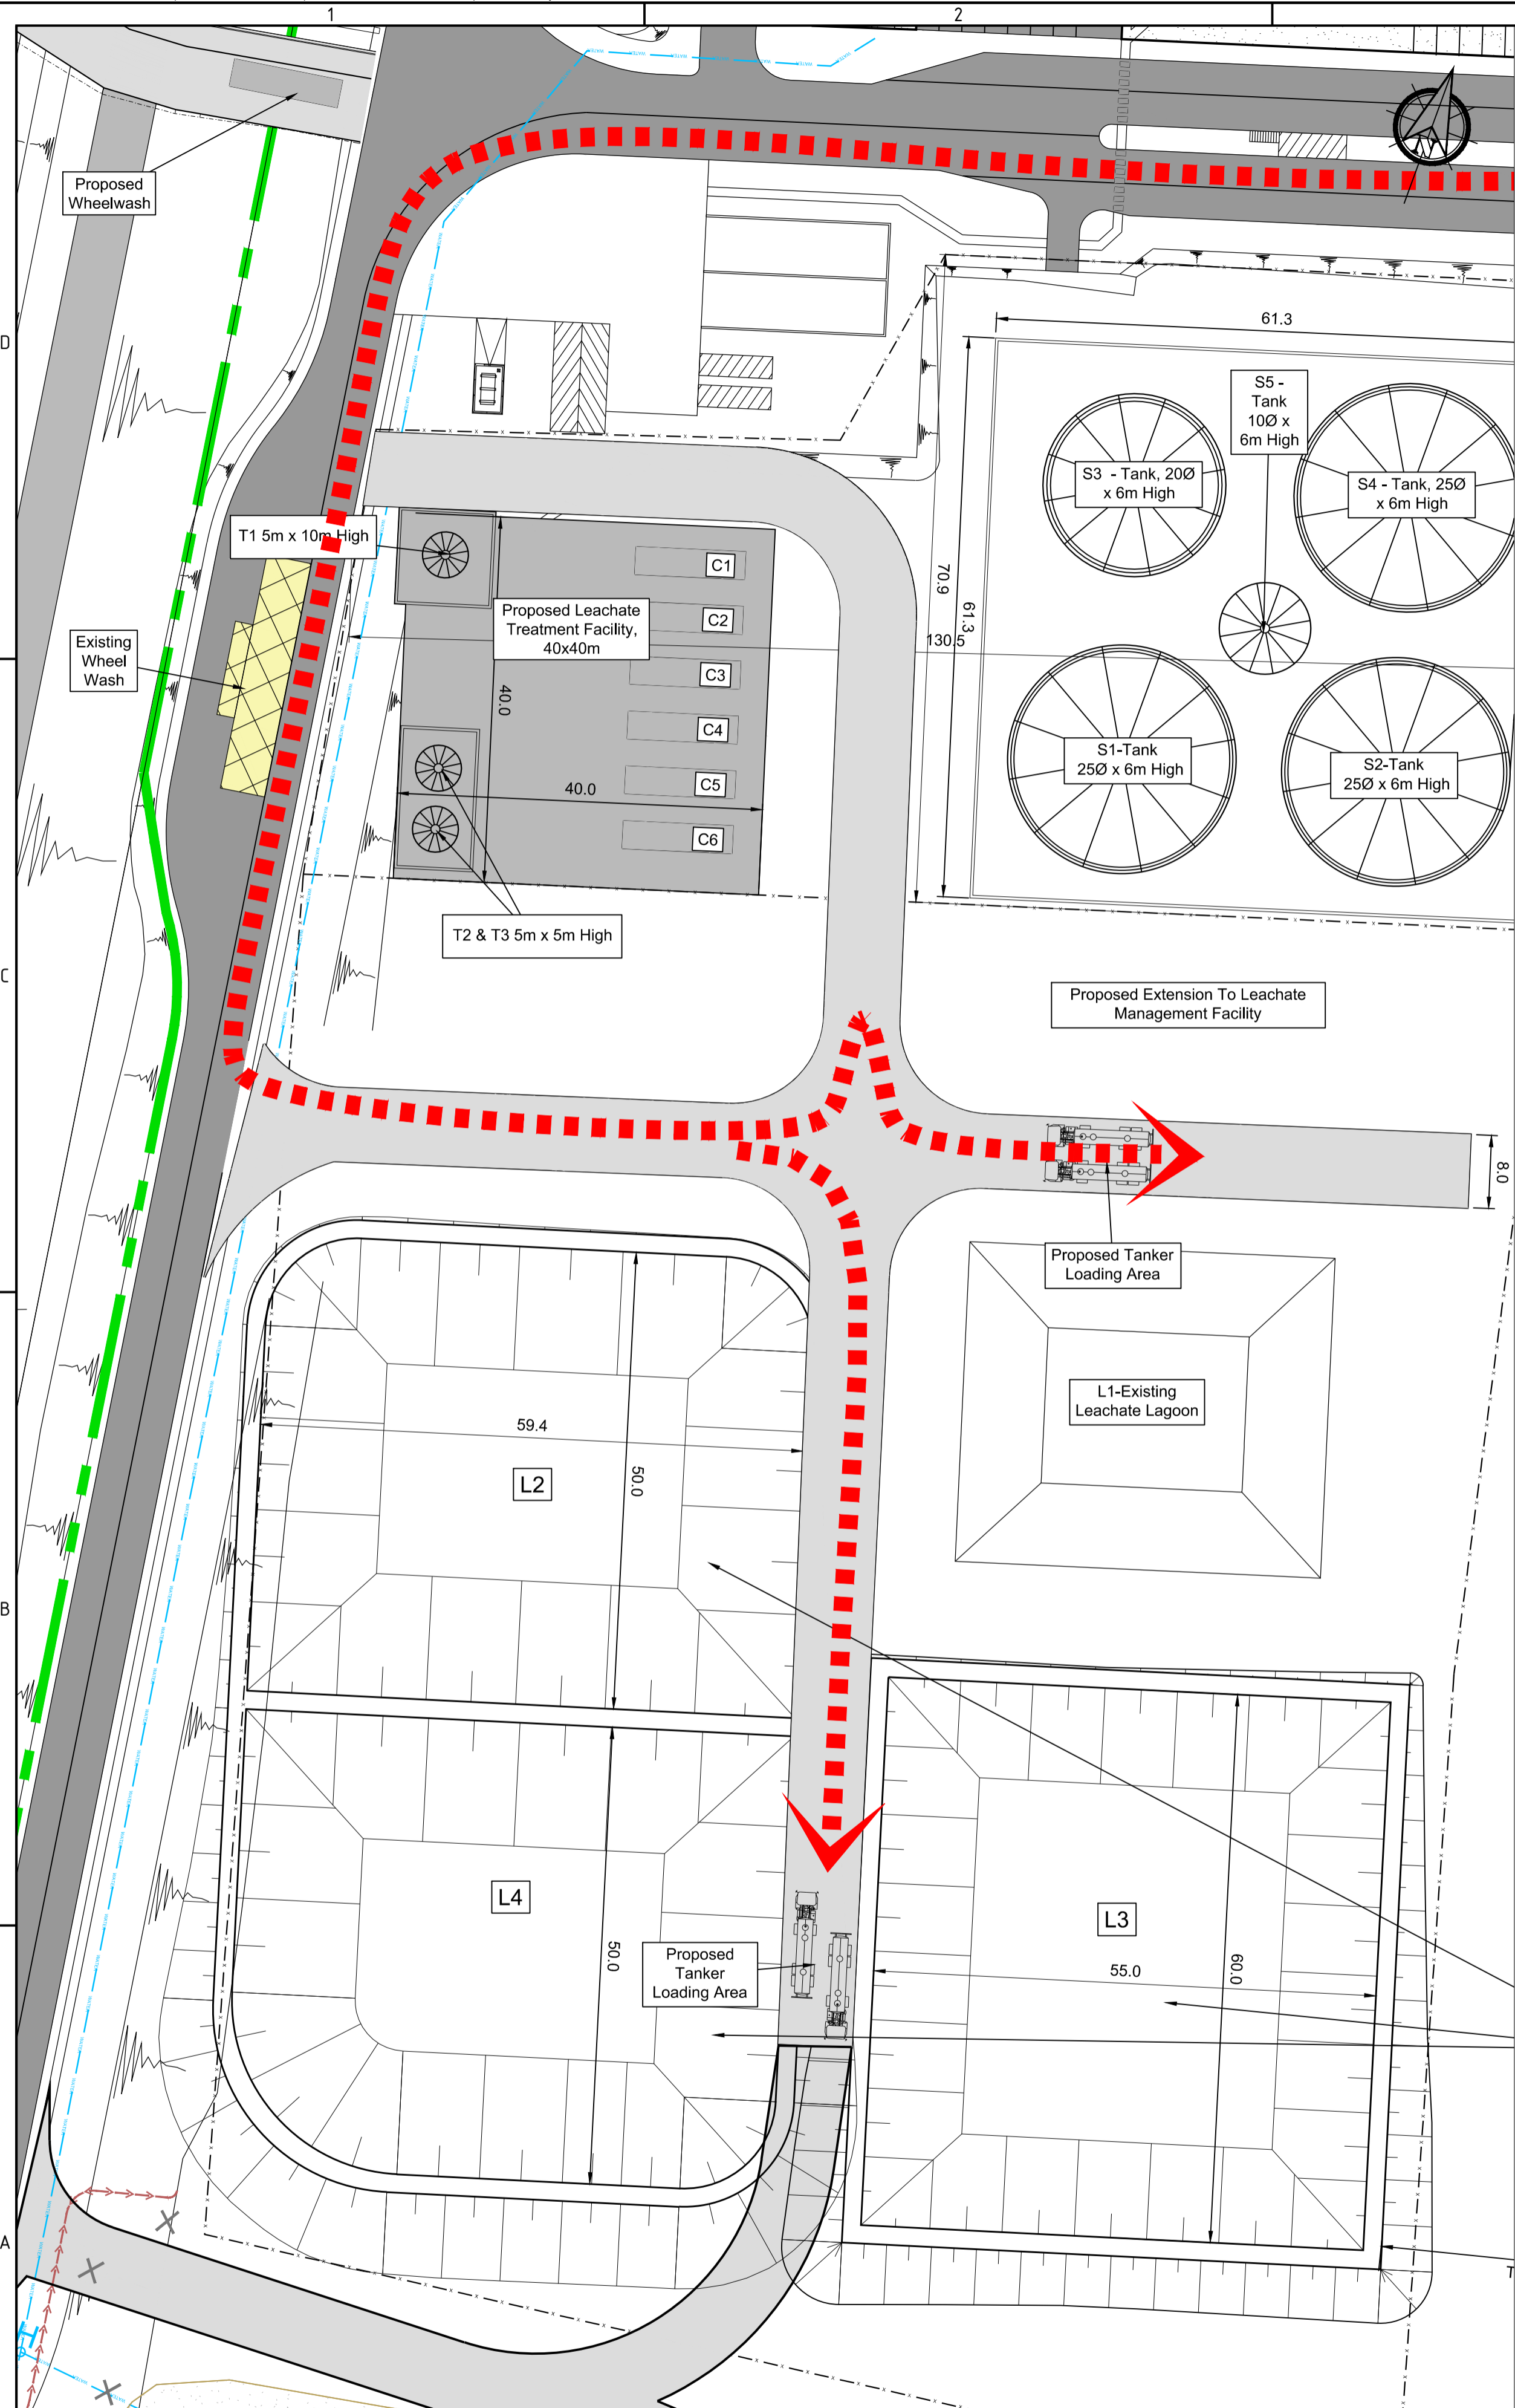 1
2
D
C
B
A
Proposed
Wheelwash
N
61.3
S5 -
Tank
10Ø x
6m High
S3 - Tank, 20Ø
x 6m High
S4 - Tank, 25Ø
x 6m High
T1 5m x 10m High
C1
C2
C3
C4
C5
C6
Proposed Leachate
Treatment Facility,
40x40m
70.9
61.3
130.5
Existing
Wheel
Wash
40.0
40.0
S1-Tank
25Ø x 6m High
S2-Tank
25Ø x 6m High
T2 & T3 5m x 5m High
Proposed Extension To Leachate
Management Facility
8.0
Proposed Tanker
Loading Area
L1-Existing
Leachate Lagoon
59.4
50.0
L2
L4
50.0
Proposed
Tanker
Loading Area
L3
55.0
60.0
T
WATER